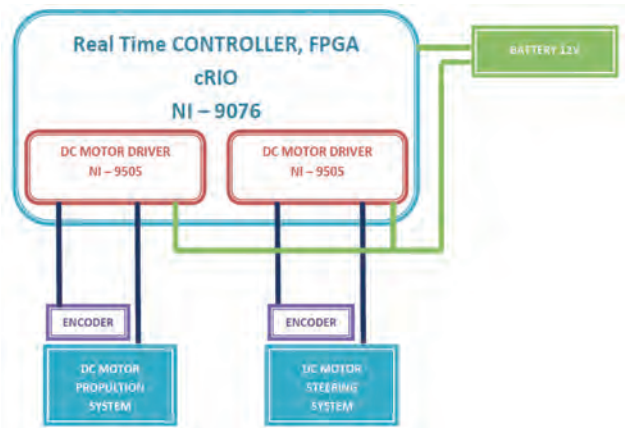 Real Time CONTROLLER, FPGA
cRIO
NI – 9076
BATTERY 12V
DC MOTOR DRIVER
NI – 9505
DC MOTOR DRIVER
NI – 9505
ENCODER
ENCODER
DC MOTOR
PROPULTION
SYSTEM
DC MOTOR
STEERING
SYSTEM